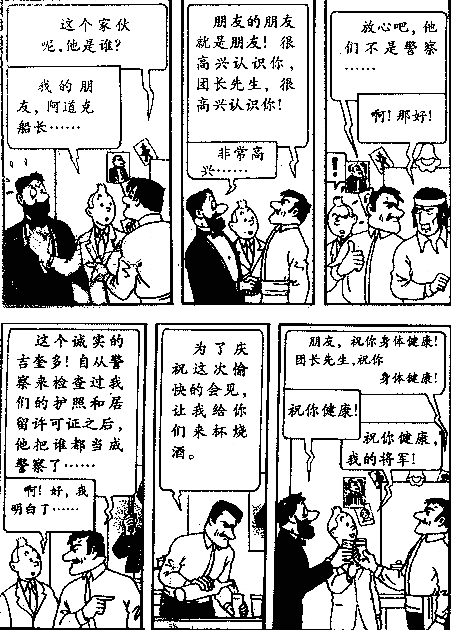 这个家伙
呢,他是谁?
我的朋
友,阿道克
船长……
朋友的朋友
就是朋友!很
高兴认识你,
团长先生,很
高兴认识你!
非常高
兴……
放心吧,他
们不是警察
……
啊!那好!
!
这个诚实的
吉奎多!自从警
察来检查过我
们的护照和居
留许可证之后,
他把谁都当成
警察了……
啊!好,我
明白了……
为了庆
祝这次愉
快的会见,
让我给你
们来杯烧
酒。
朋友,祝你身体健康!
团长先生,祝你
身体健康!
祝你健康!
祝你健康,
我的将军!